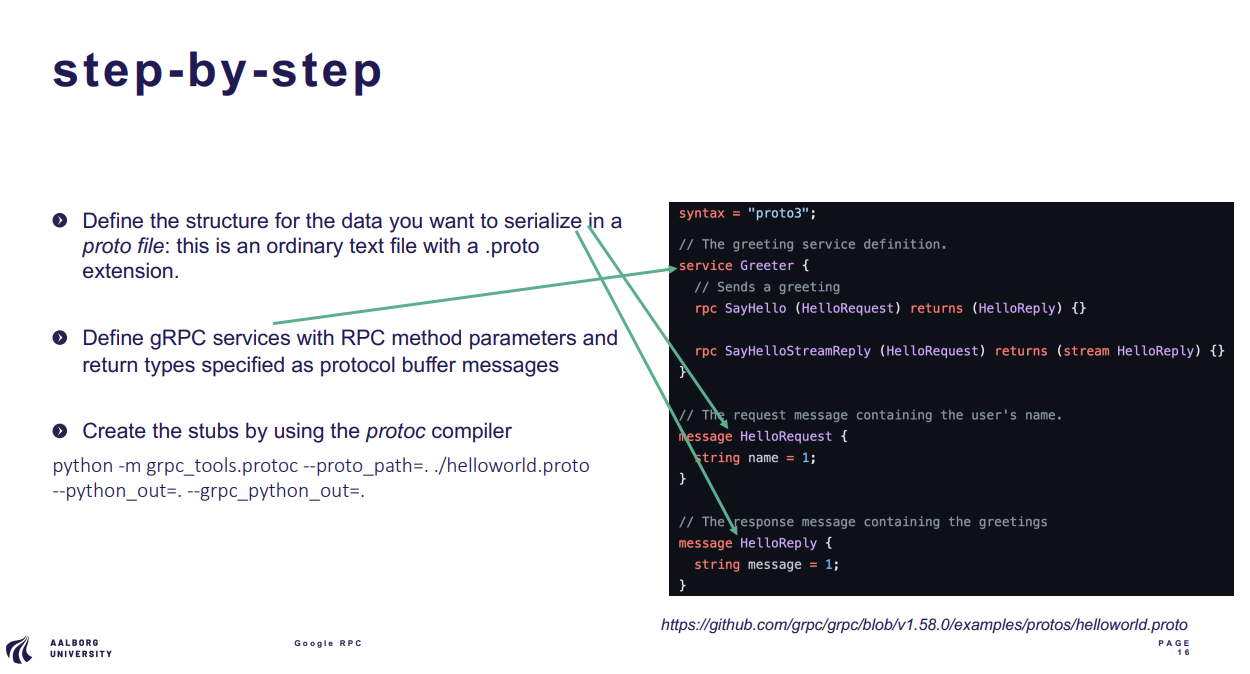 step-by-step
Define the structure for the data you want to serialize in a
proto file: this is an ordinary text file with a .proto
extension.
Define gRPC services with RPC method parameters and
return types specified as protocol buffer messages
Create the stubs by using the protoc compiler
python -m grpc_tools.protoc --proto_path=. ./helloworld.proto
--python_out=. --grpc_python_out=.
syntax = "proto3";
// The greeting service definition.
service Greeter {
// Sends a greeting
rpc SayHello (HelloRequest) returns (HelloReply) {}
rpc SayHelloStreamReply (HelloRequest) returns (stream HelloReply) {}
}
// The request message containing the user's name.
message HelloRequest {
string name = 1;
}
// The response message containing the greetings
message HelloReply {
string message = 1;
}
https://github.com/grpc/grpc/blob/v1.58.0/examples/protos/helloworld.proto
AALBORG
UNIVERSITY
Google RPC
PAGE
16